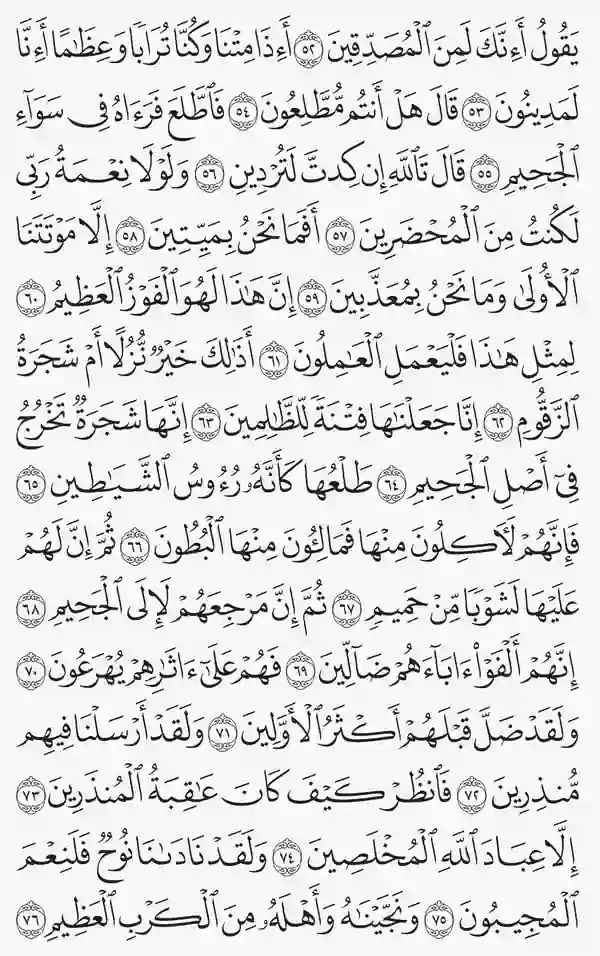 يَقُولُ أَءِنَّكَ لَمِنَ ٱلْمُصَدِّقِينَ ٥٢ أَءِذَا مِتْنَا وَكُنَّا تُرَابًا وَعِظَٰمًا أَءِنَّا
لَمَدِينُونَ ٥٣ قَالَ هَلْ أَنتُم مُّطَّلِعُونَ ٥٤ فَٱطَّلَعَ فَرَءَاهُ فِى سَوَآءِ
ٱلْجَحِيمِ ٥٥ قَالَ تَٱللَّهِ إِن كِدتَّ لَتُرْدِينِ ٥٦ وَلَوْلَا نِعْمَةُ رَبِّى
لَكُنتُ مِنَ ٱلْمُحْضَرِينَ ٥٧ أَفَمَا نَحْنُ بِمَيِّتِينَ ٥٨ إِلَّا مَوْتَتَنَا
ٱلْأُولَىٰ وَمَا نَحْنُ بِمُعَذَّبِينَ ٥٩ إِنَّ هَٰذَا لَهُوَ ٱلْفَوْزُ ٱلْعَظِيمُ ٦٠
لِمِثْلِ هَٰذَا فَلْيَعْمَلِ ٱلْعَٰمِلُونَ ٦١ أَذَٰلِكَ خَيْرٌ نُّزُلًا أَمْ شَجَرَةُ
ٱلزَّقُّومِ ٦٢ إِنَّا جَعَلْنَٰهَا فِتْنَةً لِّلظَّٰلِمِينَ ٦٣ إِنَّهَا شَجَرَةٌ تَخْرُجُ
فِىٓ أَصْلِ ٱلْجَحِيمِ ٦٤ طَلْعُهَا كَأَنَّهُۥ رُءُوسُ ٱلشَّيَٰطِينِ ٦٥
فَإِنَّهُمْ لَءَاكِلُونَ مِنْهَا فَمَالِـُٔونَ مِنْهَا ٱلْبُطُونَ ٦٦ ثُمَّ إِنَّ لَهُمْ
عَلَيْهَا لَشَوْبًا مِّنْ حَمِيمٍ ٦٧ ثُمَّ إِنَّ مَرْجِعَهُمْ لَإِلَى ٱلْجَحِيمِ ٦٨
إِنَّهُمْ أَلْفَوْا۟ ءَابَآءَهُمْ ضَآلِّينَ ٦٩ فَهُمْ عَلَىٰٓ ءَاثَٰرِهِمْ يُهْرَعُونَ ٧٠
وَلَقَدْ ضَلَّ قَبْلَهُمْ أَكْثَرُ ٱلْأَوَّلِينَ ٧١ وَلَقَدْ أَرْسَلْنَا فِيهِم
مُّنذِرِينَ ٧٢ فَٱنظُرْ كَيْفَ كَانَ عَٰقِبَةُ ٱلْمُنذَرِينَ ٧٣
إِلَّا عِبَادَ ٱللَّهِ ٱلْمُخْلَصِينَ ٧٤ وَلَقَدْ نَادَىٰنَا نُوحٌ فَلَنِعْمَ
ٱلْمُجِيبُونَ ٧٥ وَنَجَّيْنَٰهُ وَأَهْلَهُۥ مِنَ ٱلْكَرْبِ ٱلْعَظِيمِ ٧٦